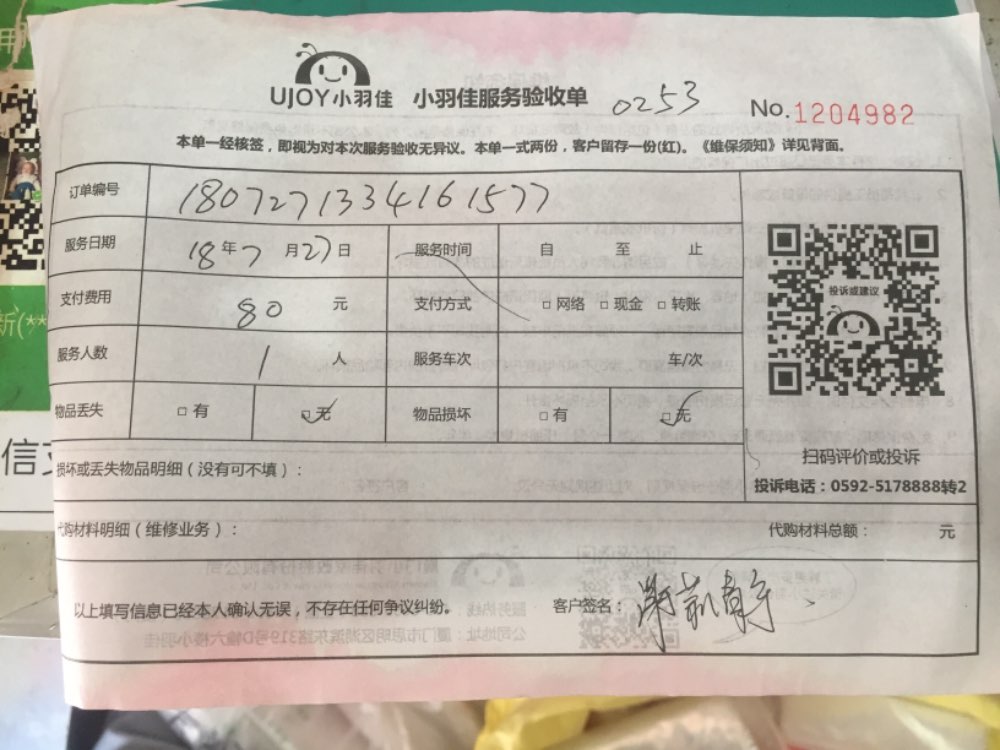 UJOY小羽佳 小羽佳服务验收单 0253 No.1204982
本单一经核签，即视为对本次服务验收无异议。本单一式两份，客户留存一份(红)。《维保须知》详见背面。
订单编号 1807271334161577
服务日期 18年7月27日 服务时间 自 至 止
支付费用 80 元 支付方式 □网络 □现金 □转账
服务人数 1 人 服务车次 车/次
物品丢失 □有 □无 物品损坏 □有 □无
投诉或建议
扫码评价或投诉
投诉电话：0592-5178888转2
损坏或丢失物品明细（没有可不填）：
代购材料明细（维修业务）： 代购材料总额： 元
以上填写信息已经本人确认无误，不存在任何争议纠纷。 客户签名：